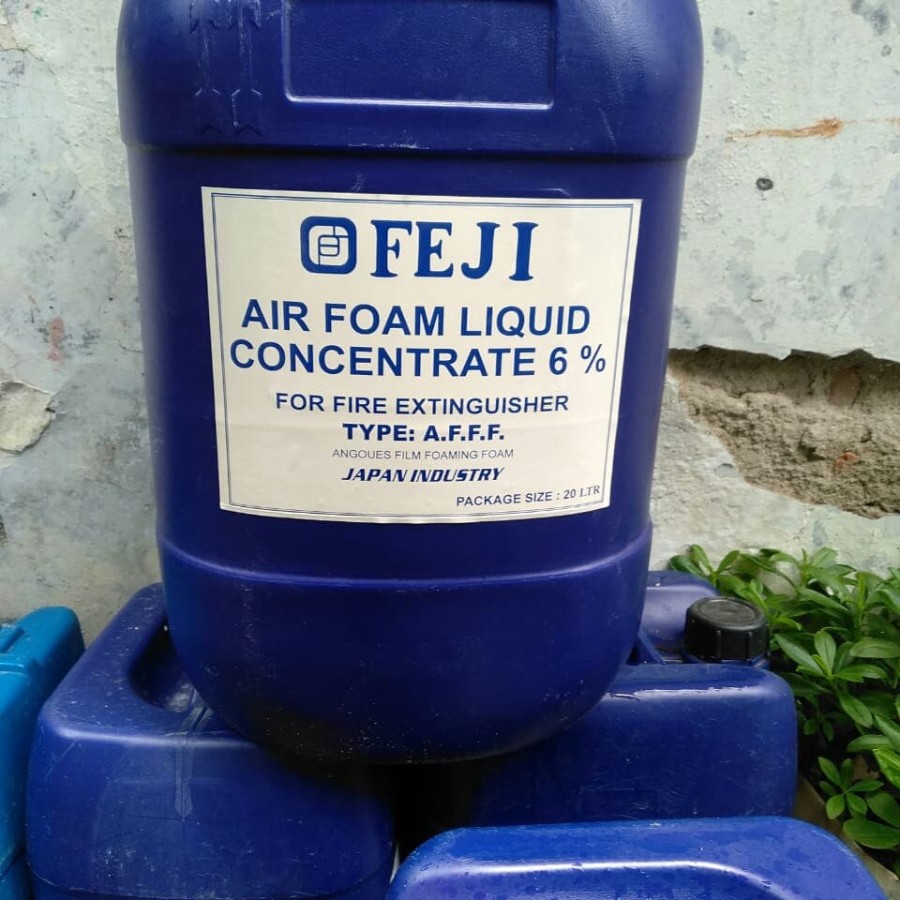 FEJI
AIR FOAM LIQUID
CONCENTRATE 6 %
FOR FIRE EXTINGUISHER
TYPE: A.F.F.F.
ANGOUES FILM FOAMING FOAM
JAPAN INDUSTRY
PACKAGE SIZE : 20 LTR